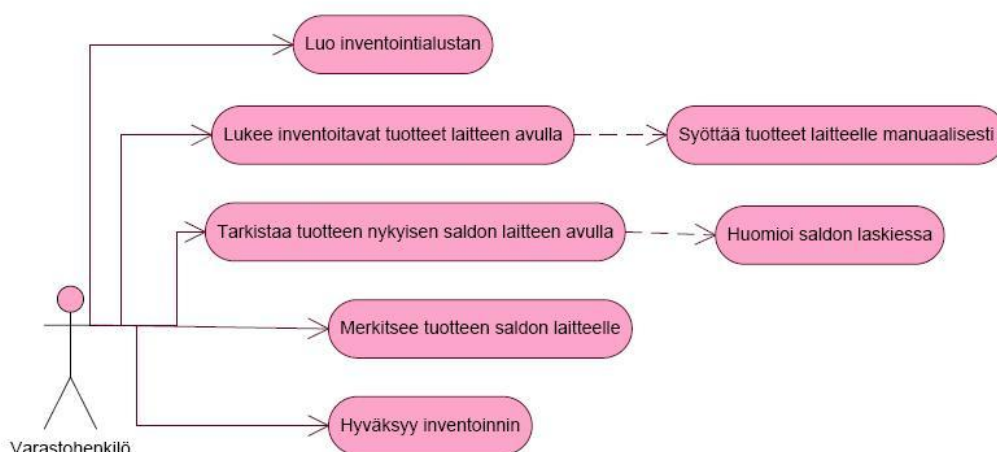 Luo inventointialustan
Lukee inventoitavat tuotteet laitteen avulla
Syöttää tuotteet laitteelle manuaalisesti
Tarkistaa tuotteen nykyisen saldon laitteen avulla
Huomioi saldon laskiessa
Merkitsee tuotteen saldon laitteelle
Hyväksyy inventoinnin
Varastohenkilö